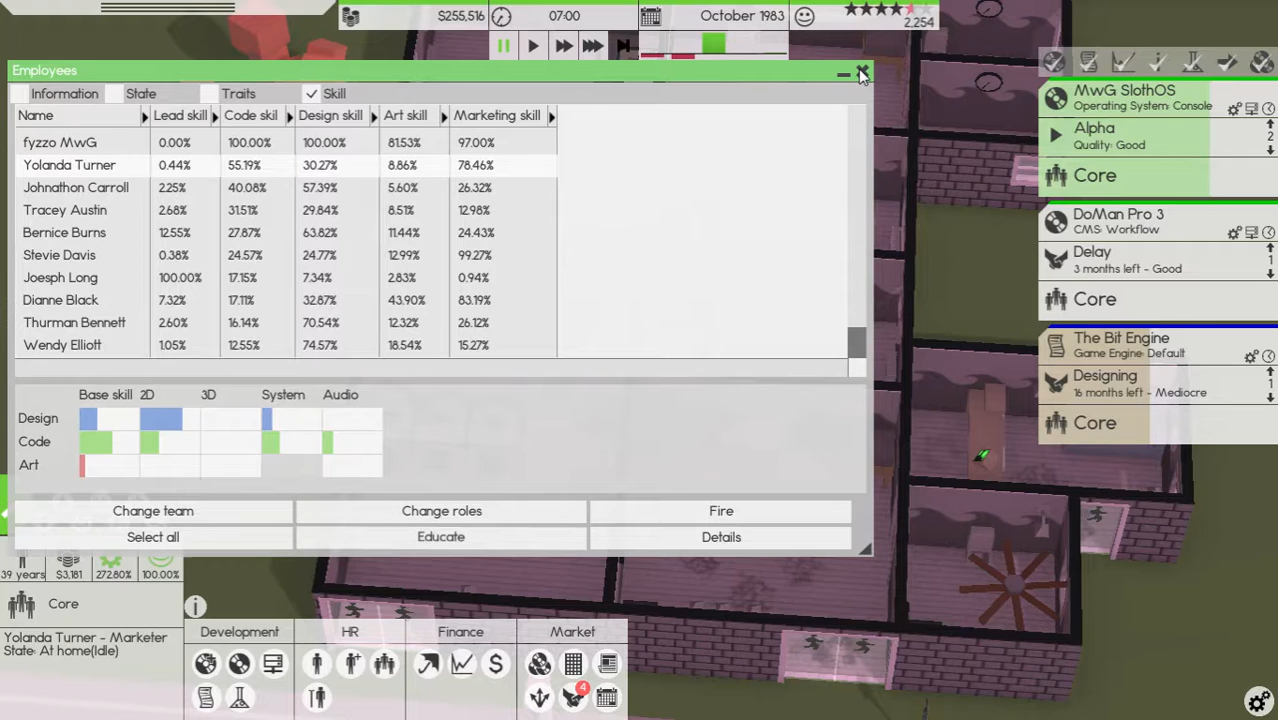 $255,516
07:00
October 1983
2,254
Employees
Information State Traits Skill
Name Lead skill Code skil Design skill Art skill Marketing skill
fyzzo MwG 0.00% 100.00% 100.00% 81.53% 97.00%
Yolanda Turner 0.44% 55.19% 30.27% 8.86% 78.46%
Johnathon Carroll 2.25% 40.08% 57.39% 5.60% 26.32%
Tracey Austin 2.68% 31.51% 29.84% 8.51% 12.98%
Bernice Burns 12.55% 27.87% 63.82% 11.44% 24.43%
Stevie Davis 0.38% 24.57% 24.77% 12.99% 99.27%
Joesph Long 100.00% 17.15% 7.34% 2.83% 0.94%
Dianne Black 7.32% 17.11% 32.87% 43.90% 83.19%
Thurman Bennett 2.60% 16.14% 70.54% 12.32% 26.12%
Wendy Elliott 1.05% 12.55% 74.57% 18.54% 15.27%
Base skill 2D 3D System Audio
Design
Code
Art
Change team Change roles Fire
Select all Educate Details
MwG SlothOS
Operating System: Console
Alpha
Quality: Good
2
Core
DoMan Pro 3
CMS: Workflow
Delay
3 months left - Good
1
Core
The Bit Engine
Game Engine: Default
Designing
16 months left - Mediocre
1
Core
39 years $3,181 272.80% 100.00%
Core
Yolanda Turner - Marketer
State: At home(Idle)
Development HR Finance Market
4